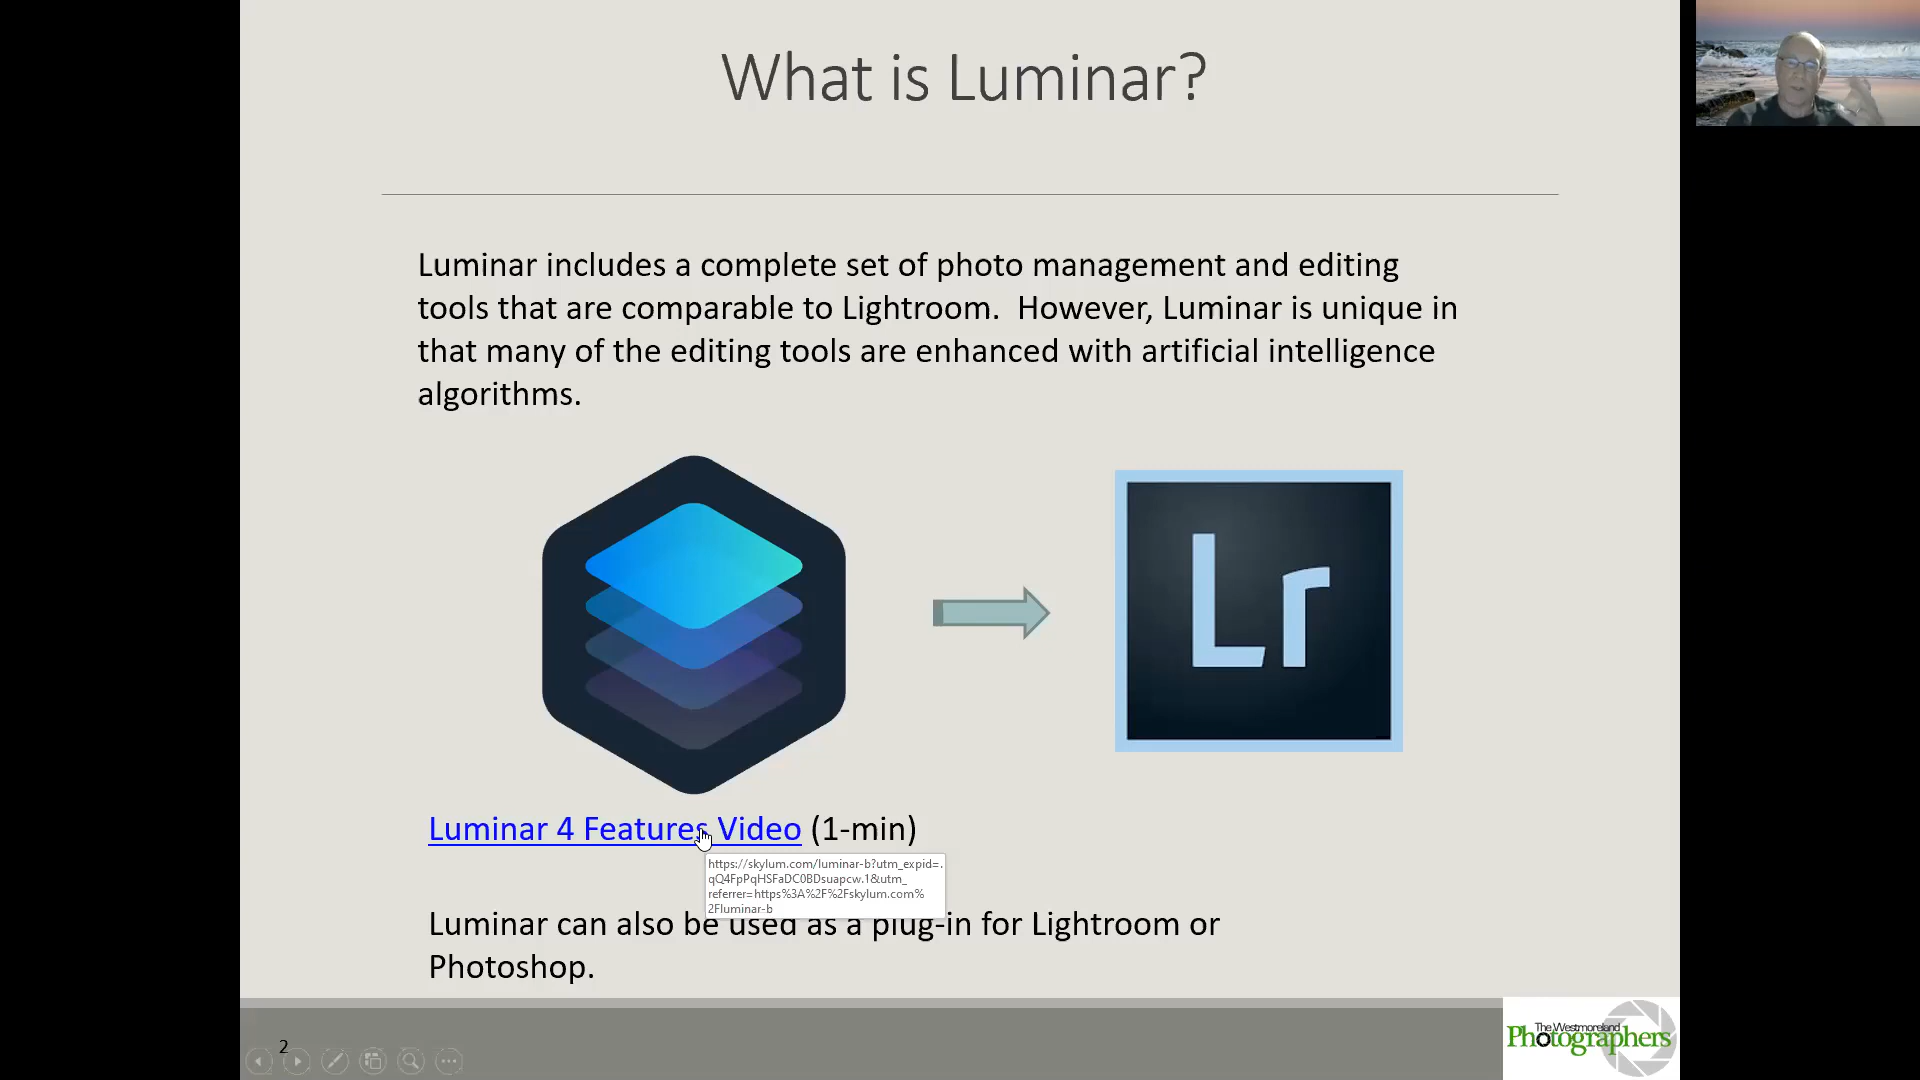 What is Luminar?
Luminar includes a complete set of photo management and editing
tools that are comparable to Lightroom.  However, Luminar is unique in
that many of the editing tools are enhanced with artificial intelligence
algorithms.
Lr
Luminar 4 Features Video (1-min)
https://skylum.com/luminar-b?utm_expid=.
qQ4FpPqHSFaDC0BDsuapcw.1&utm_
referrer=https%3A%2F%2Fskylum.com%
2Fluminar-b
Luminar can also be used as a plug-in for Lightroom or
Photoshop.
2
The Westmoreland
Photographers